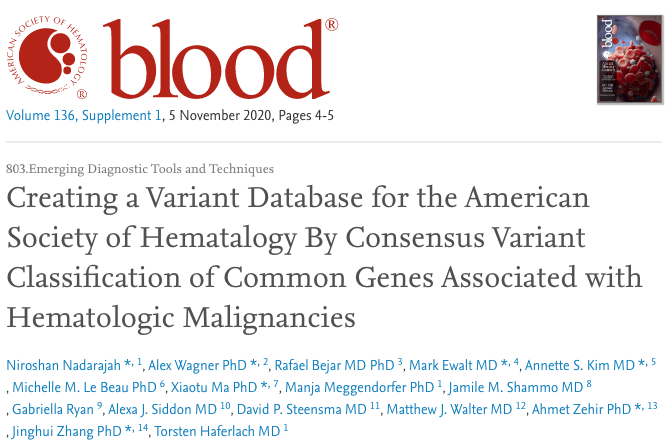 AMERICAN SOCIETY OF HEMATOLOGY
®
blood®
blood
Volume 136, Supplement 1, 5 November 2020, Pages 4-5
803.Emerging Diagnostic Tools and Techniques
Creating a Variant Database for the American
Society of Hematalogy By Consensus Variant
Classification of Common Genes Associated with
Hematologic Malignancies
Niroshan Nadarajah *, 1, Alex Wagner PhD *, 2, Rafael Bejar MD PhD 3, Mark Ewalt MD *, 4, Annette S. Kim MD *, 5
, Michelle M. Le Beau PhD 6, Xiaotu Ma PhD *, 7, Manja Meggendorfer PhD 1, Jamile M. Shammo MD 8
, Gabriella Ryan 9, Alexa J. Siddon MD 10, David P. Steensma MD 11, Matthew J. Walter MD 12, Ahmet Zehir PhD *, 13
, Jinghui Zhang PhD *, 14, Torsten Haferlach MD 1